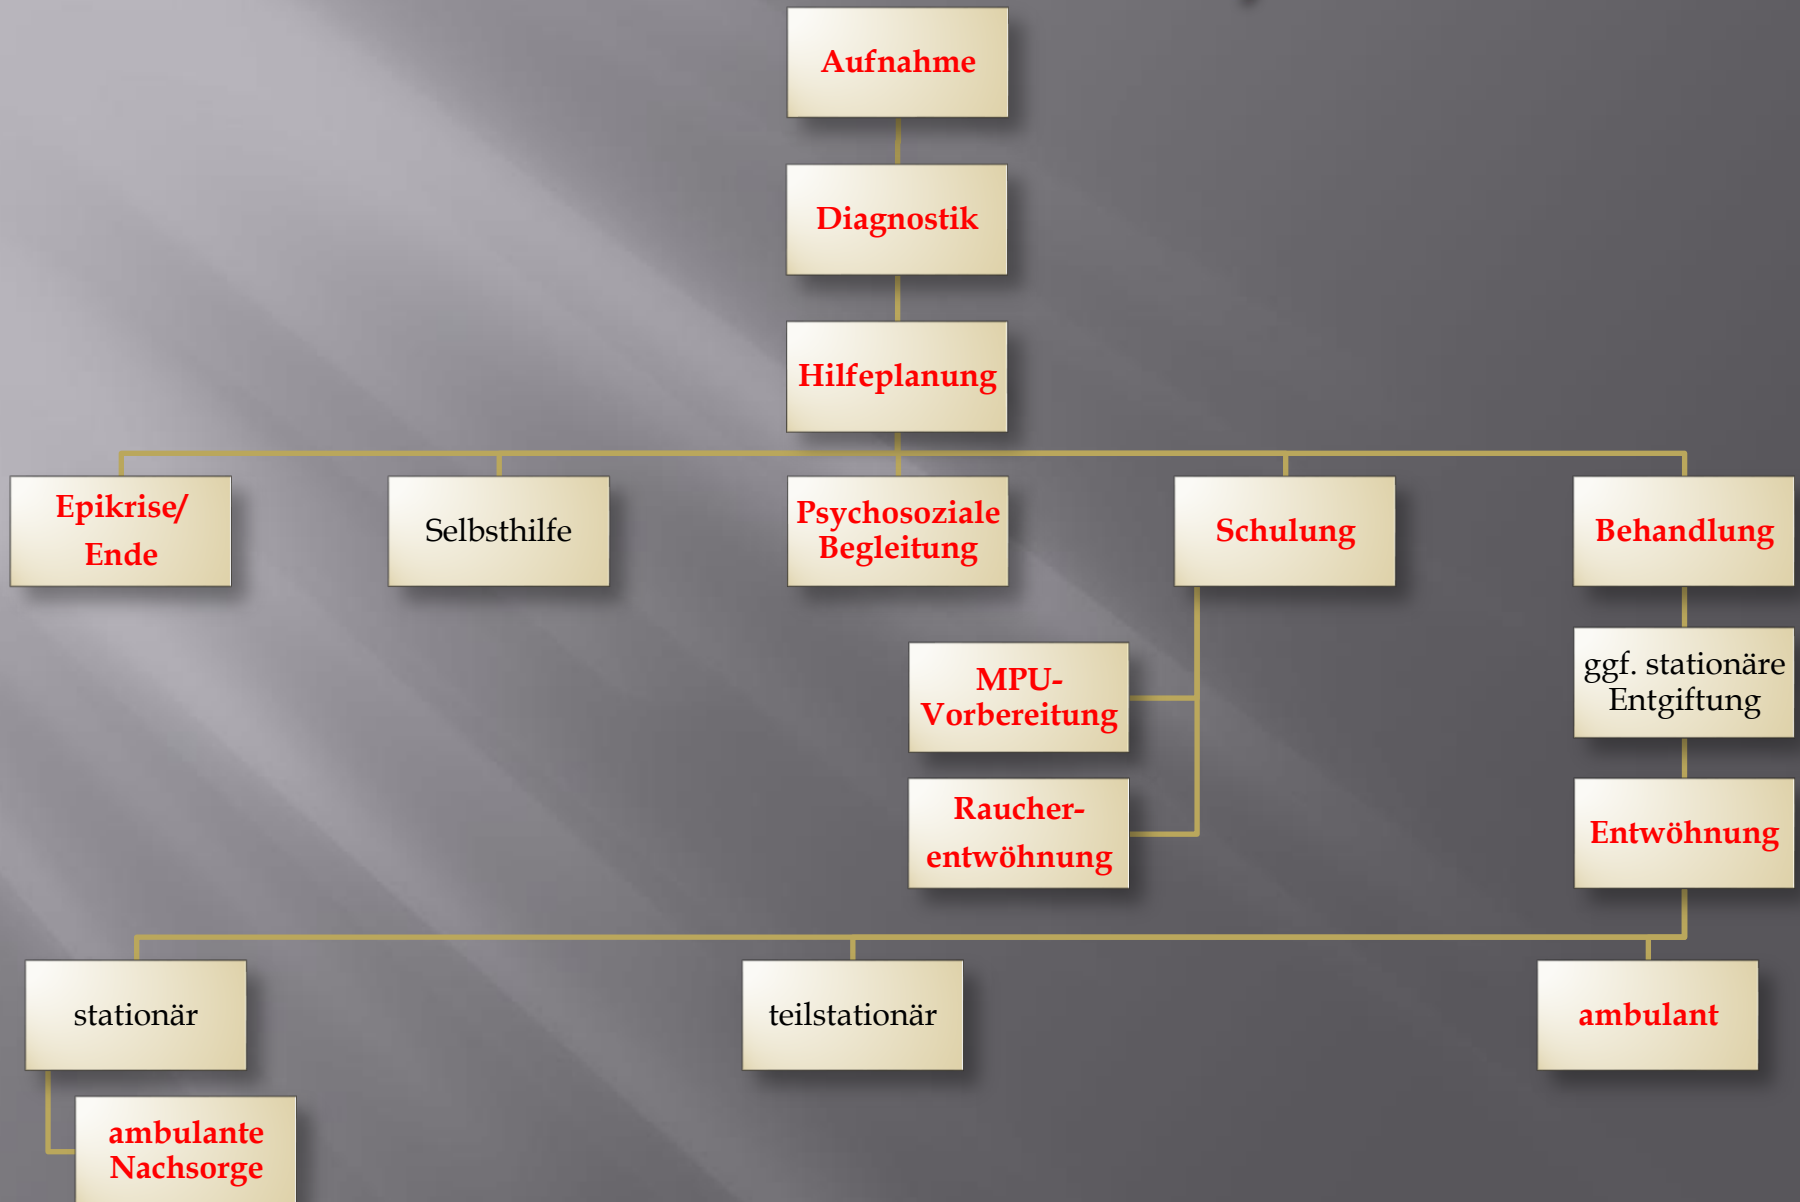 Aufnahme
Diagnostik
Hilfeplanung
Epikrise/
Ende
Selbsthilfe
Psychosoziale
Begleitung
Schulung
Behandlung
MPU-
Vorbereitung
ggf. stationäre
Entgiftung
Raucher-
entwöhnung
Entwöhnung
stationär
teilstationär
ambulant
ambulante
Nachsorge